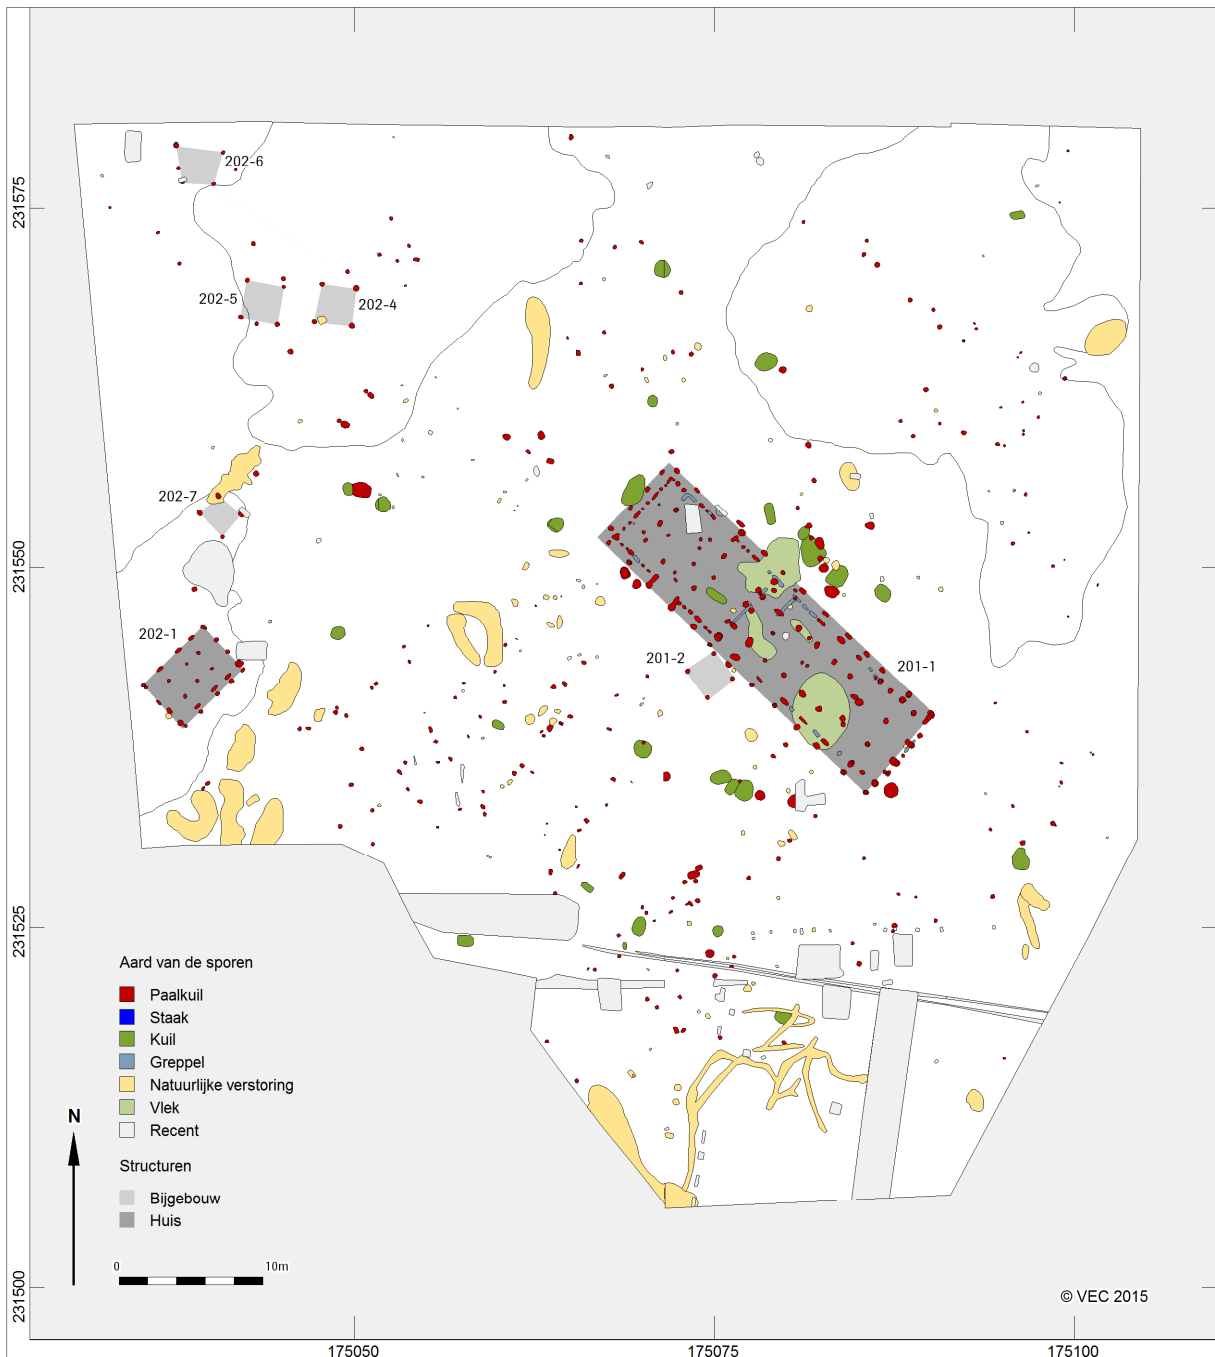 231575
231550
231525
231500
202-6
202-5
202-4
202-7
202-1
201-2
201-1
Aard van de sporen
Paalkuil
Staak
Kuil
Greppel
Natuurlijke verstoring
Vlek
Recent
Structuren
Bijgebouw
Huis
N
0 10m
© VEC 2015
175050 175075 175100